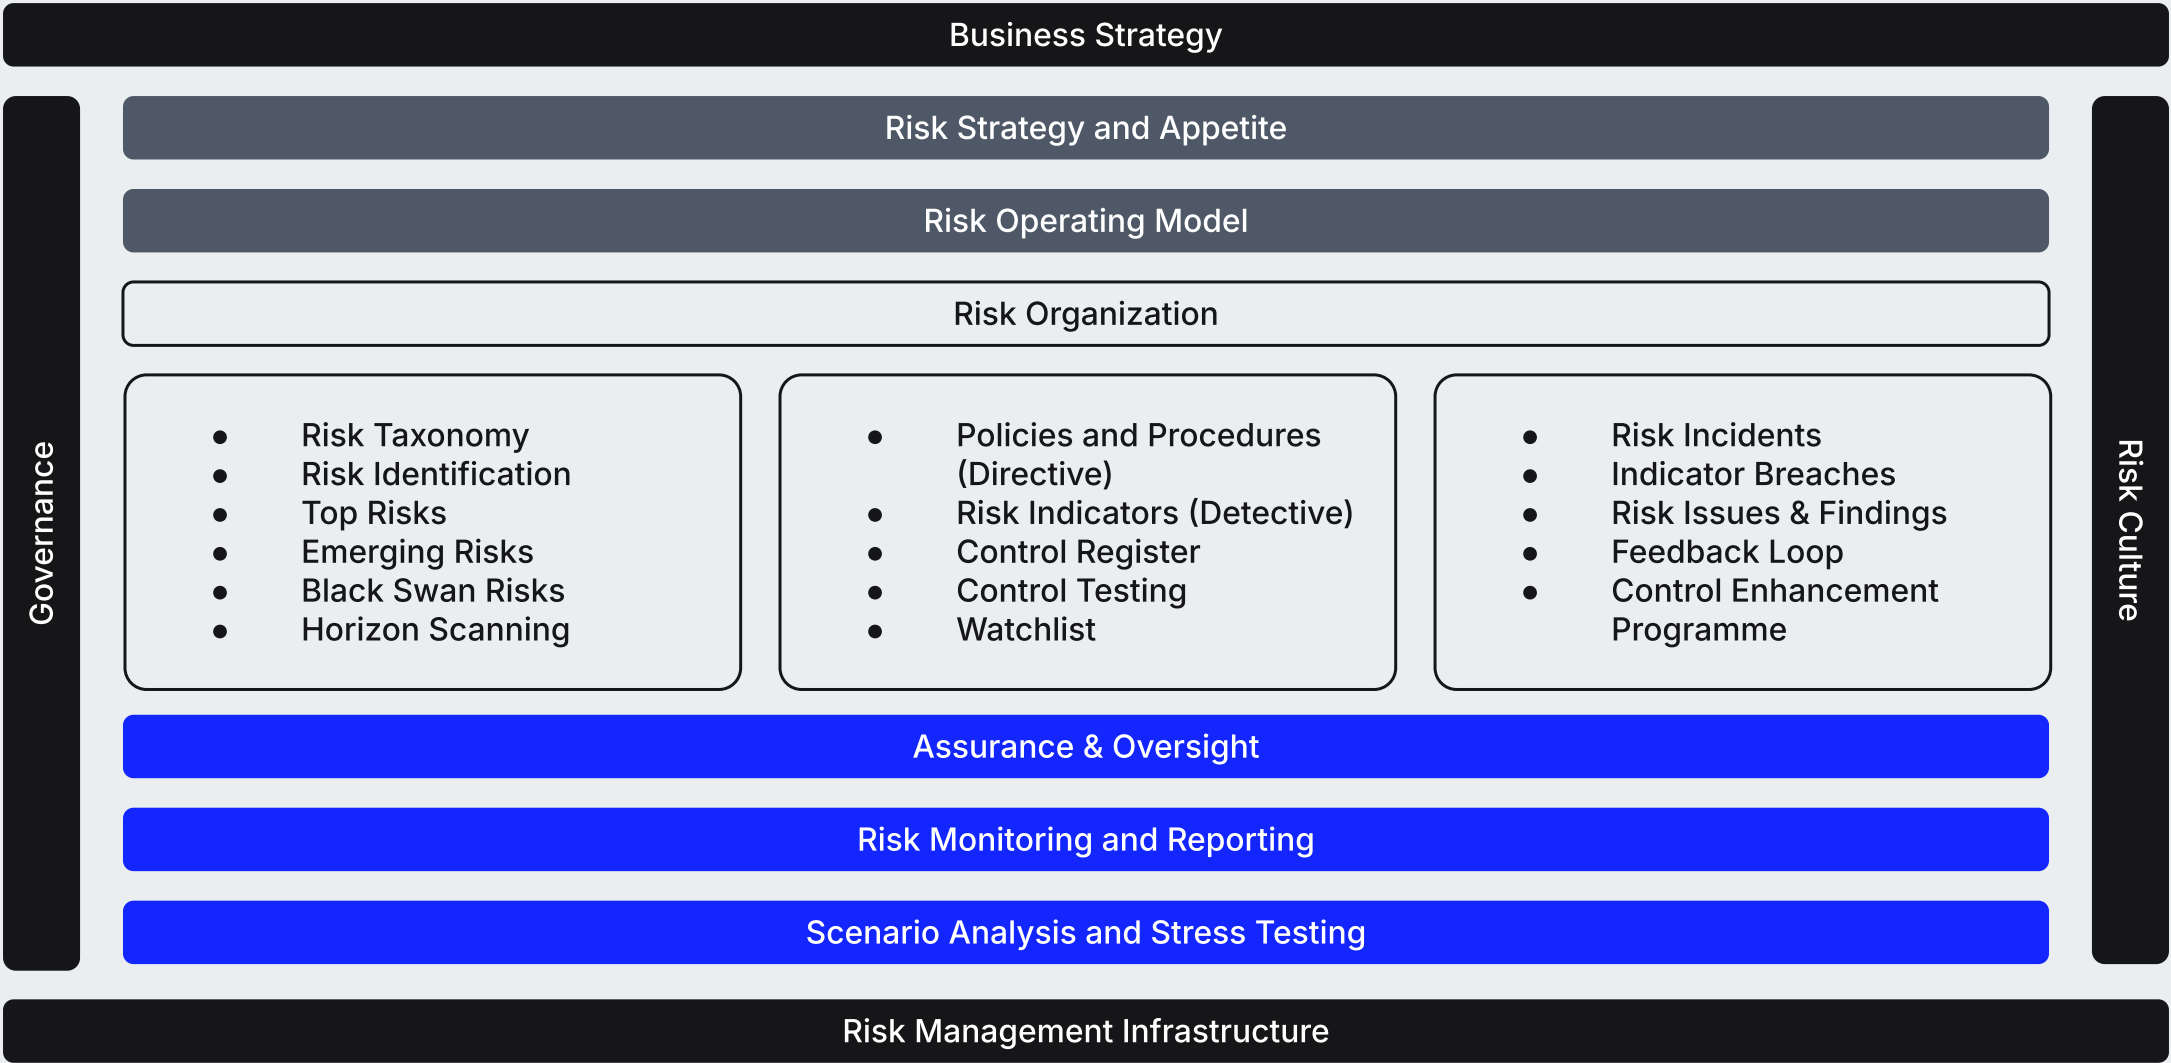 Business Strategy
Governance
Risk Strategy and Appetite
Risk Operating Model
Risk Organization
● Risk Taxonomy
● Risk Identification
● Top Risks
● Emerging Risks
● Black Swan Risks
● Horizon Scanning
● Policies and Procedures
(Directive)
● Risk Indicators (Detective)
● Control Register
● Control Testing
● Watchlist
● Risk Incidents
● Indicator Breaches
● Risk Issues & Findings
● Feedback Loop
● Control Enhancement
Programme
Assurance & Oversight
Risk Monitoring and Reporting
Scenario Analysis and Stress Testing
Risk Culture
Risk Management Infrastructure